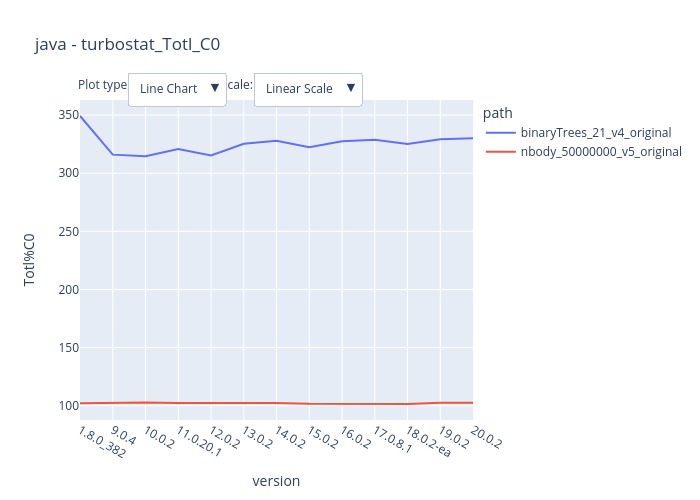 java - turbostat_Totl_C0
Plot type
Line Chart ▼
cale:
Linear Scale ▼
path
binaryTrees_21_v4_original
nbody_50000000_v5_original
350
300
250
200
150
100
Totl%C0
1.8.0_382
9.0.4
10.0.2
11.0.20.1
12.0.2
13.0.2
14.0.2
15.0.2
16.0.2
17.0.8.1
18.0.2-ea
19.0.2
20.0.2
version